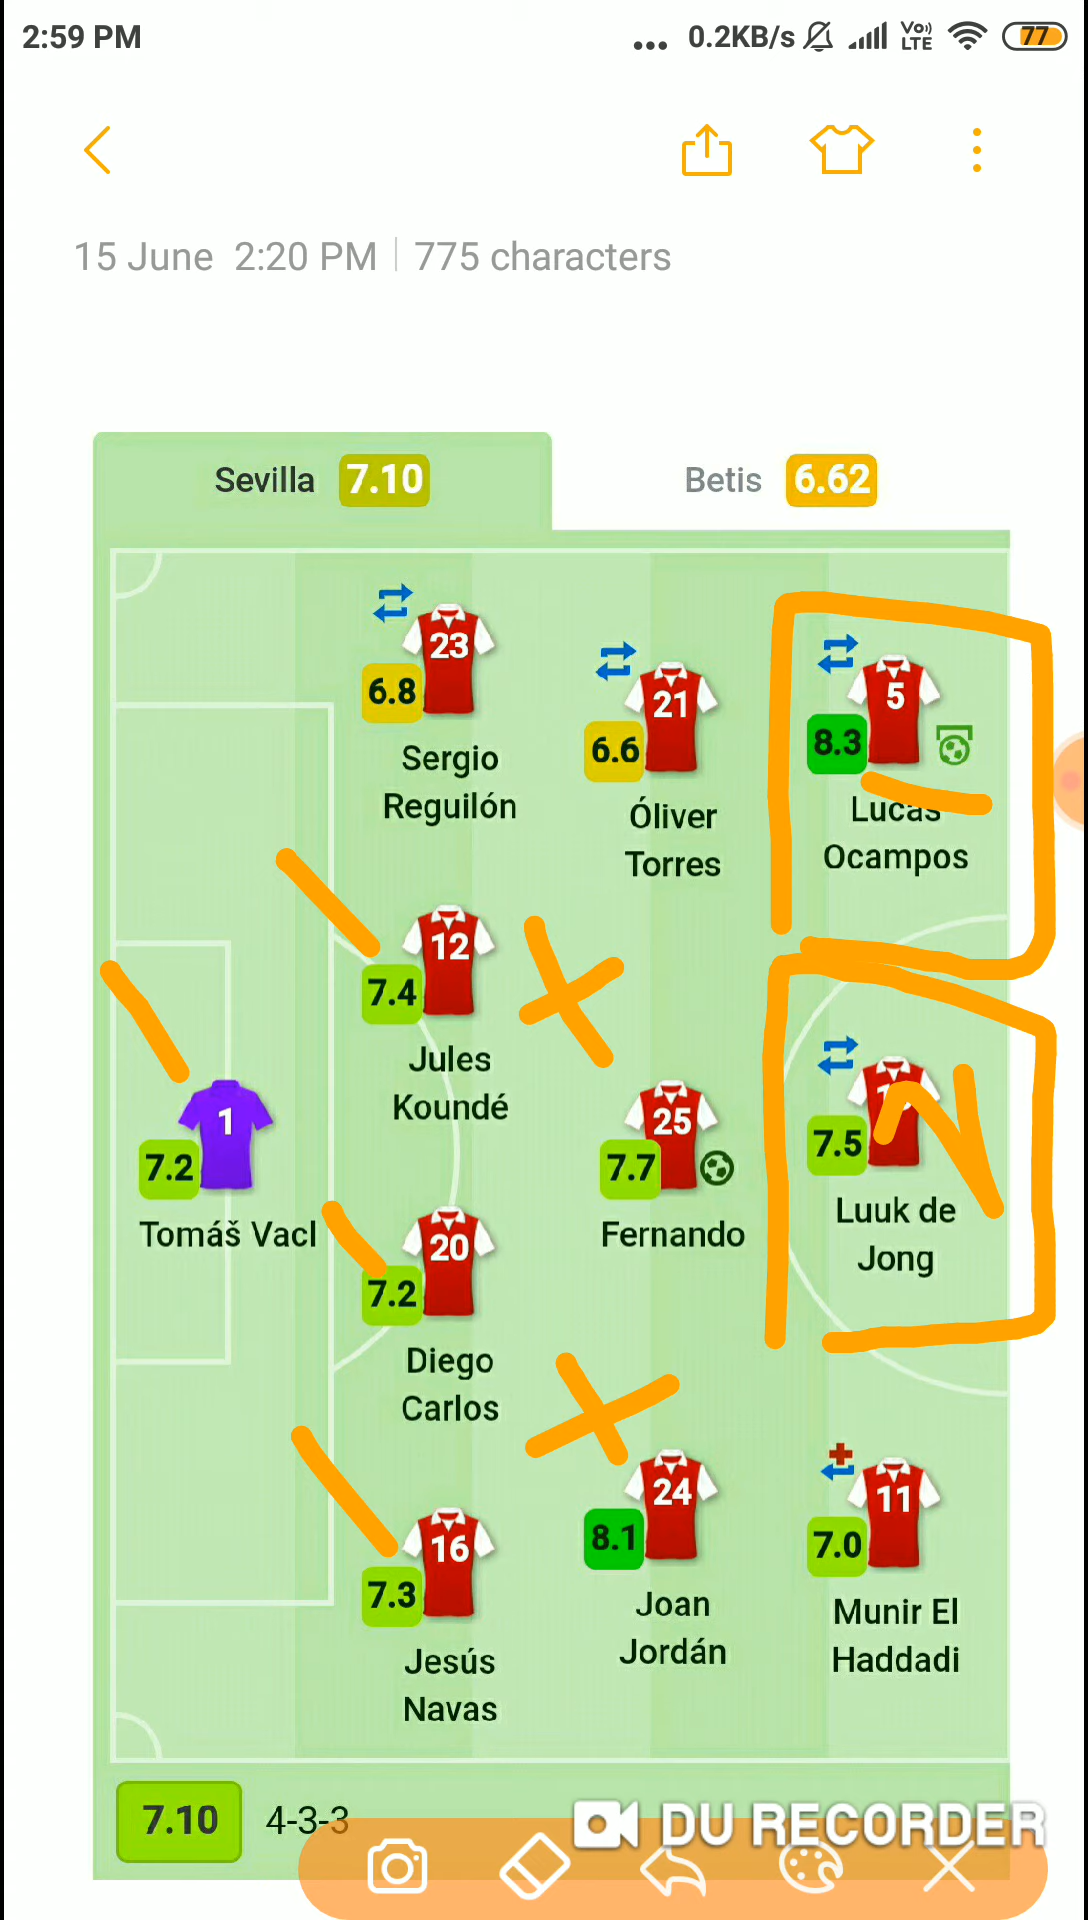 2:59 PM
... 0.2KB/s Vo)) LTE 77
15 June 2:20 PM | 775 characters
Sevilla 7.10
Betis 6.62
23
6.8
Sergio
Reguilón
21
6.6
Óliver
Torres
5
8.3
Lucas
Ocampos
12
7.4
Jules
Koundé
1
7.2
Tomáš Vacl
25
7.7
Fernando
7.5
Luuk de
Jong
20
7.2
Diego
Carlos
24
8.1
Joan
Jordán
11
7.0
Munir El
Haddadi
16
7.3
Jesús
Navas
7.10 4-3-3
DU RECORDER